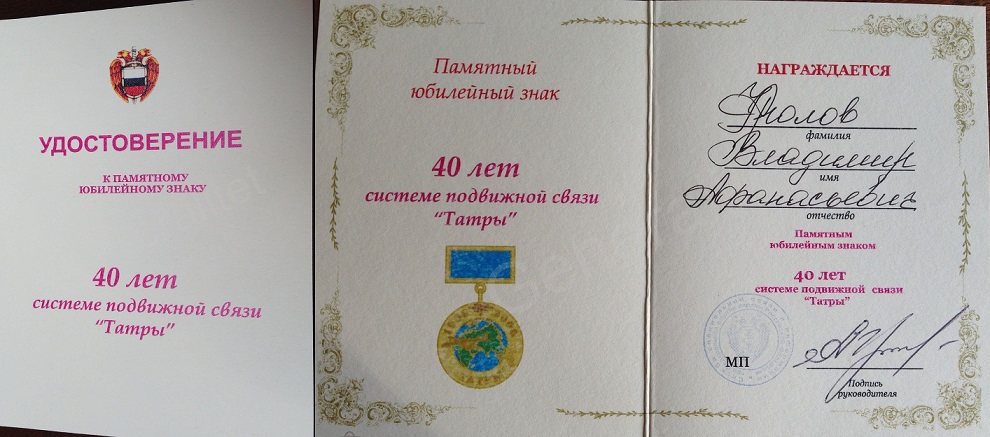 УДОСТОВЕРЕНИЕ
К ПАМЯТНОМУ
ЮБИЛЕЙНОМУ ЗНАКУ
40 лет
системе подвижной связи
“Татры”
Памятный
юбилейный знак
40 лет
системе подвижной связи
“Татры”
НАГРАЖДАЕТСЯ
фамилия
Владимир
имя
Афанасьевич
отчество
Памятным
юбилейным знаком
40 лет
системе подвижной связи
“Татры”
МП
Подпись
руководителя